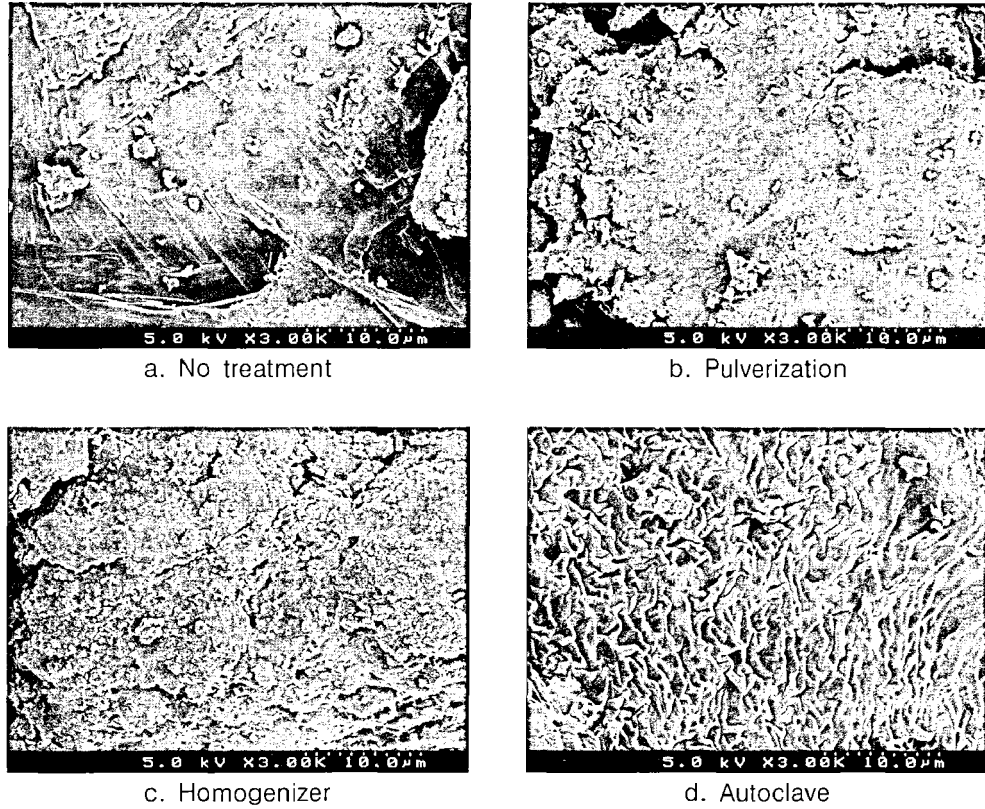 5.0 kV X3.00K 10.0µm
5.0 kV X3.00K 10.0µm
a. No treatment
b. Pulverization
5.0 kV X3.00K 10.0µm
5.0 kV X3.00K 10.0µm
c. Homogenizer
d. Autoclave